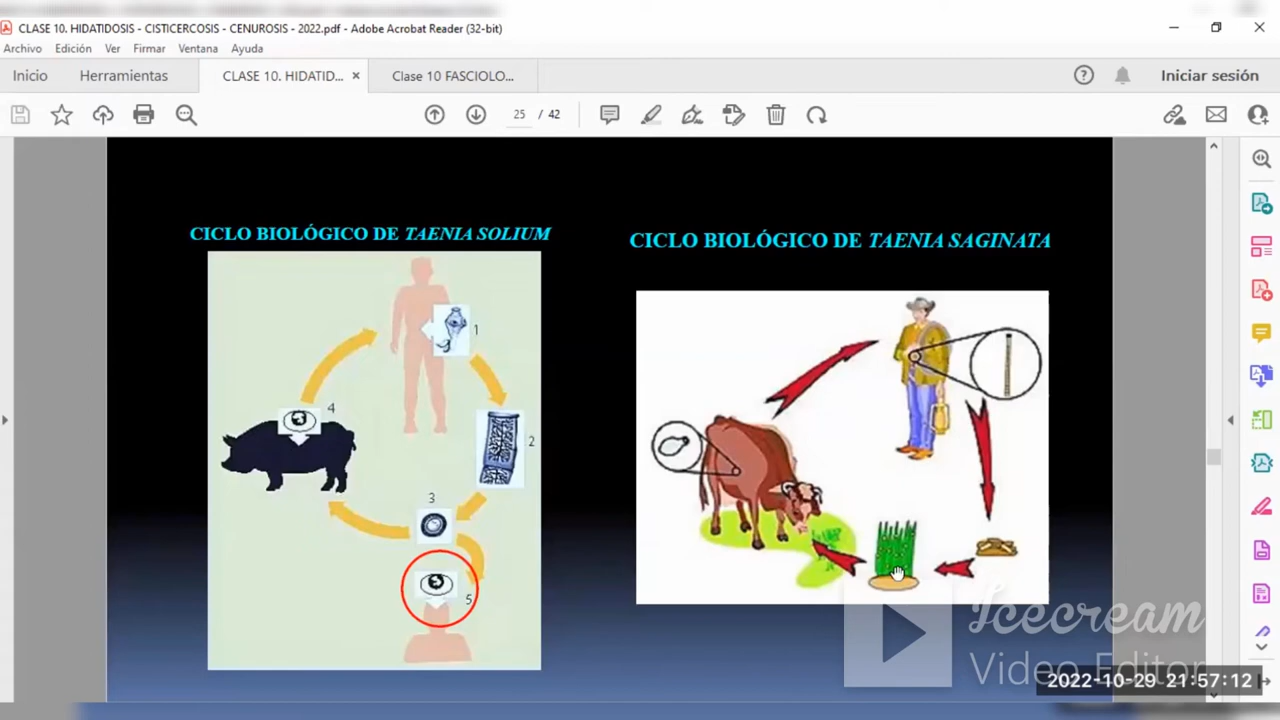 CLASE 10. HIDATIDOSIS - CISTICERCOSIS - CENUROSIS - 2022.pdf - Adobe Acrobat Reader (32-bit)
Archivo Edición Ver Firmar Ventana Ayuda
Inicio Herramientas CLASE 10. HIDATID... × Clase 10 FASCIOLO... Iniciar sesión
25 / 42
CICLO BIOLÓGICO DE TAENIA SOLIUM
CICLO BIOLÓGICO DE TAENIA SAGINATA
1
4
2
3
5
Icecream
Video Editor
2022-10-29 21:57:12